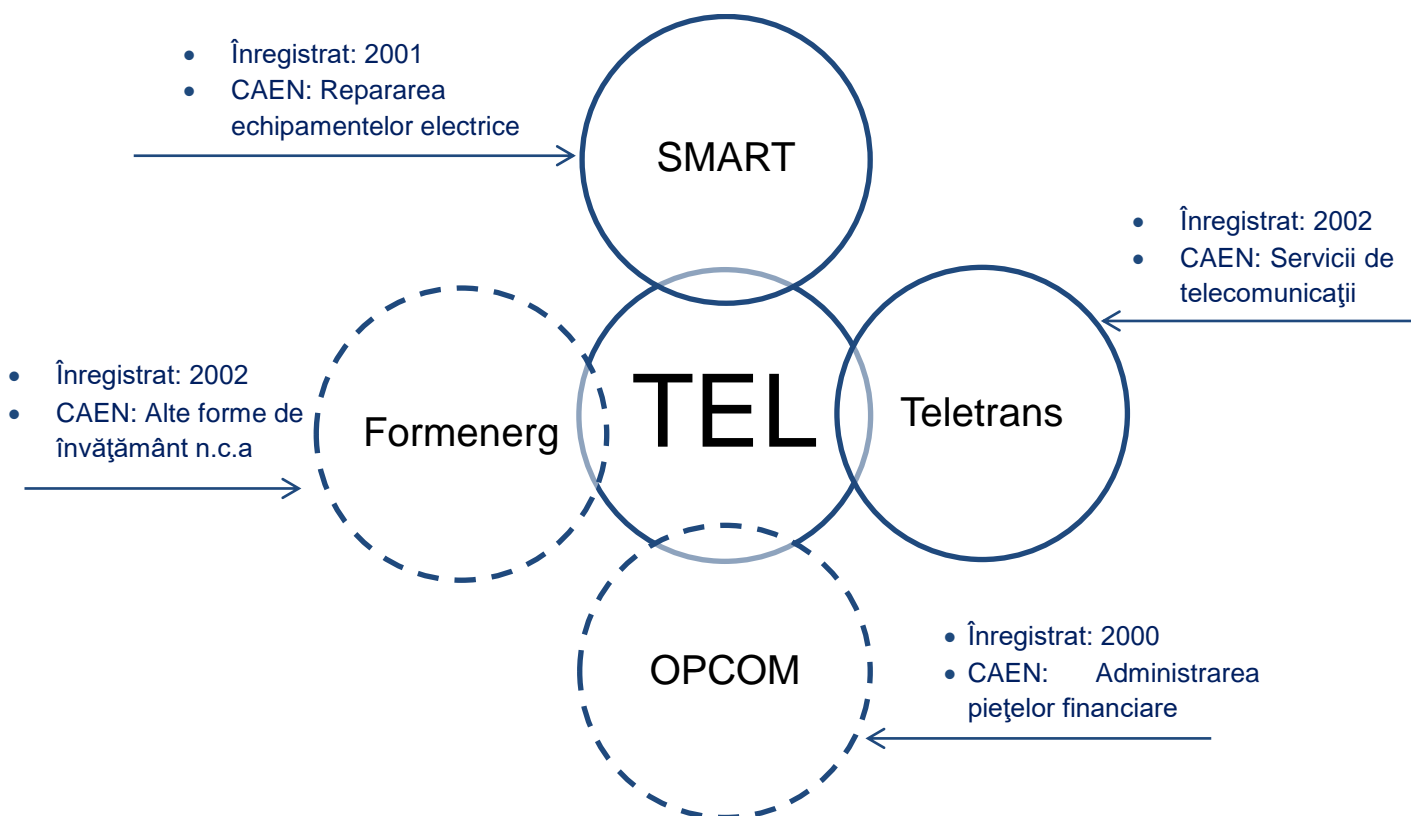 • Înregistrat: 2001
• CAEN: Repararea
echipamentelor electrice
SMART
• Înregistrat: 2002
• CAEN: Servicii de
telecomunicaţii
• Înregistrat: 2002
• CAEN: Alte forme de
învăţământ n.c.a
Formenerg
TEL
Teletrans
OPCOM
• Înregistrat: 2000
• CAEN: Administrarea
pieţelor financiare